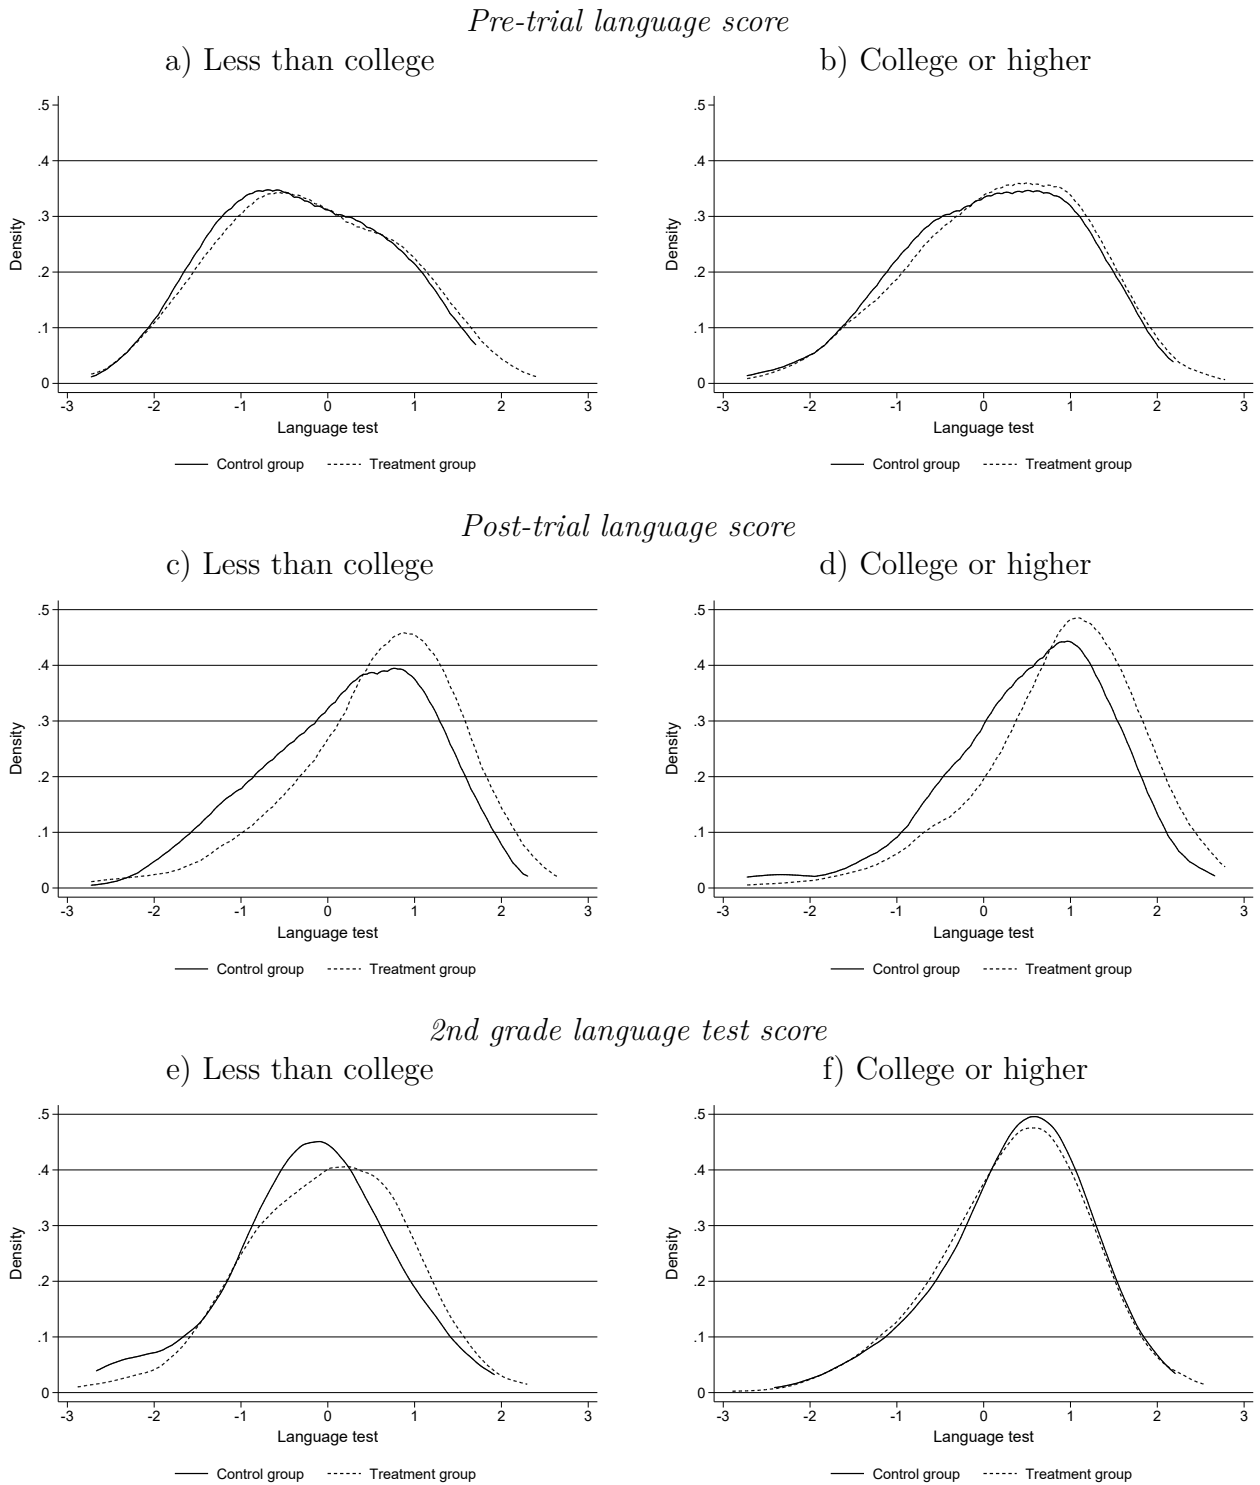 Pre-trial language score
a) Less than college
b) College or higher
.5
.4
.3
.2
.1
0
Density
-3 -2 -1 0 1 2 3
Language test
Control group Treatment group
.5
.4
.3
.2
.1
0
Density
-3 -2 -1 0 1 2 3
Language test
Control group Treatment group
Post-trial language score
c) Less than college
d) College or higher
.5
.4
.3
.2
.1
0
Density
-3 -2 -1 0 1 2 3
Language test
Control group Treatment group
.5
.4
.3
.2
.1
0
Density
-3 -2 -1 0 1 2 3
Language test
Control group Treatment group
2nd grade language test score
e) Less than college
f) College or higher
.5
.4
.3
.2
.1
0
Density
-3 -2 -1 0 1 2 3
Language test
Control group Treatment group
.5
.4
.3
.2
.1
0
Density
-3 -2 -1 0 1 2 3
Language test
Control group Treatment group